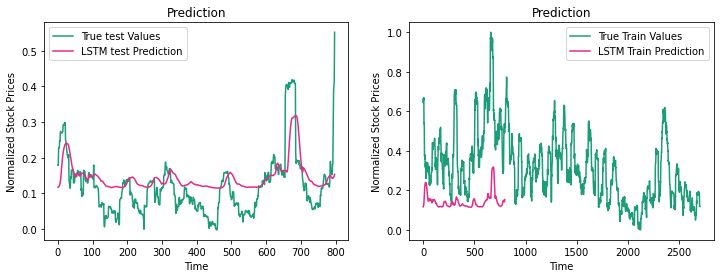 Prediction
Normalized Stock Prices
0.5
0.4
0.3
0.2
0.1
0.0
True test Values
LSTM test Prediction
0 100 200 300 400 500 600 700 800
Time
Prediction
Normalized Stock Prices
1.0
0.8
0.6
0.4
0.2
0.0
True Train Values
LSTM Train Prediction
0 500 1000 1500 2000 2500
Time